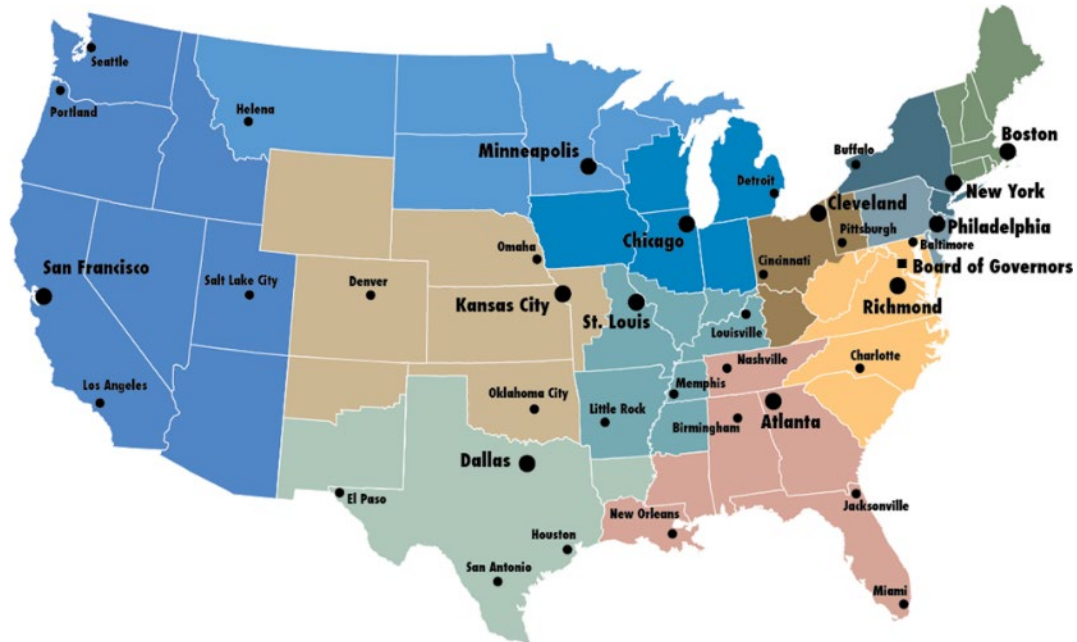 Seattle
Portland
Helena
Minneapolis
Buffalo
Boston
New York
Detroit
Cleveland
Philadelphia
Chicago
Pittsburgh
Baltimore
Omaha
Board of Governors
San Francisco
Salt Lake City
Denver
Cincinnati
Kansas City
St. Louis
Richmond
Louisville
Los Angeles
Nashville
Charlotte
Oklahoma City
Memphis
Little Rock
Birmingham
Atlanta
Dallas
El Paso
Jacksonville
New Orleans
Houston
San Antonio
Miami